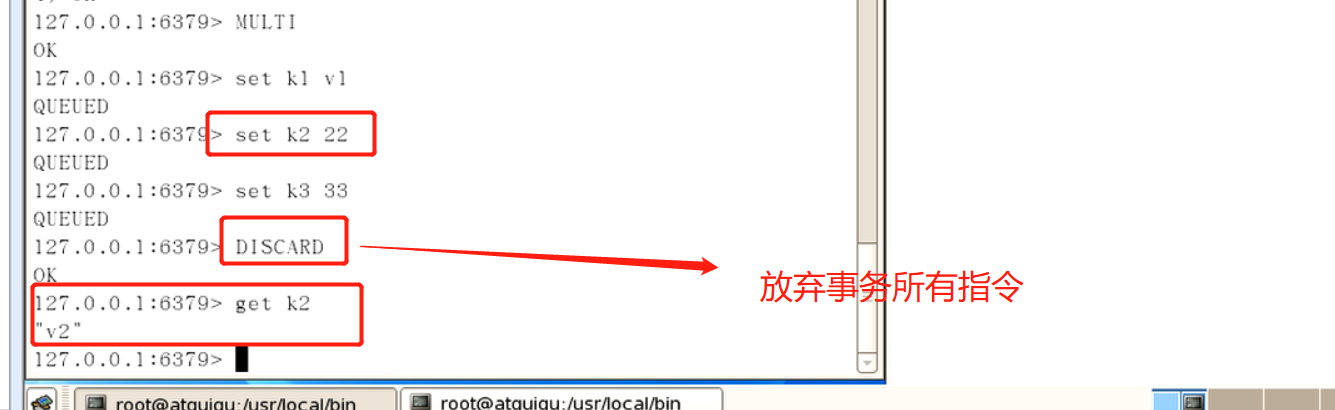 127.0.0.1:6379> MULTI
OK
127.0.0.1:6379> set k1 v1
QUEUED
127.0.0.1:6379> set k2 22
QUEUED
127.0.0.1:6379> set k3 33
QUEUED
127.0.0.1:6379> DISCARD
OK
放弃事务所有指令
127.0.0.1:6379> get k2
"v2"
127.0.0.1:6379>
root@atguigu:/usr/local/bin
root@atguigu:/usr/local/bin